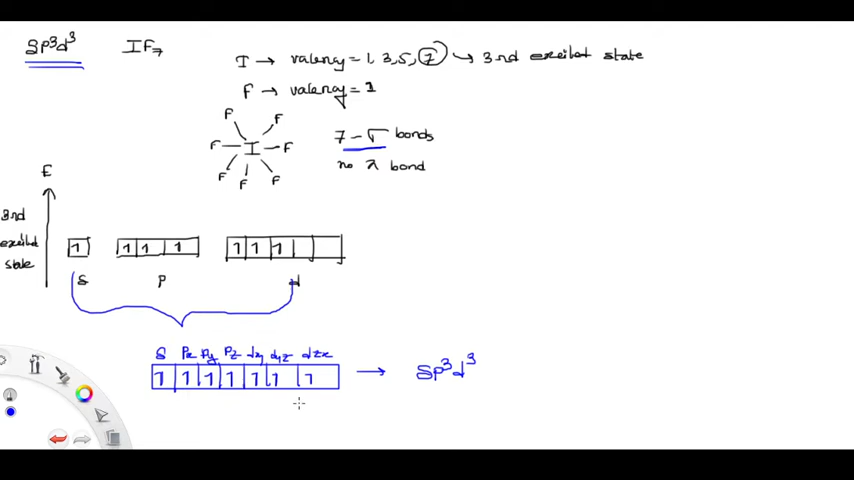 sp³d³ IF₇
I → valency = 1, 3, 5, 7 → 3rd excited state
F → valency = 1
F F
F I F
F F F
7 - σ bonds
no π bond
E
3rd
excited
state
1 1 1 1 1 1 1
s p d
s Px Py Pz dxy dyz dzx
1 1 1 1 1 1 1 → sp³d³